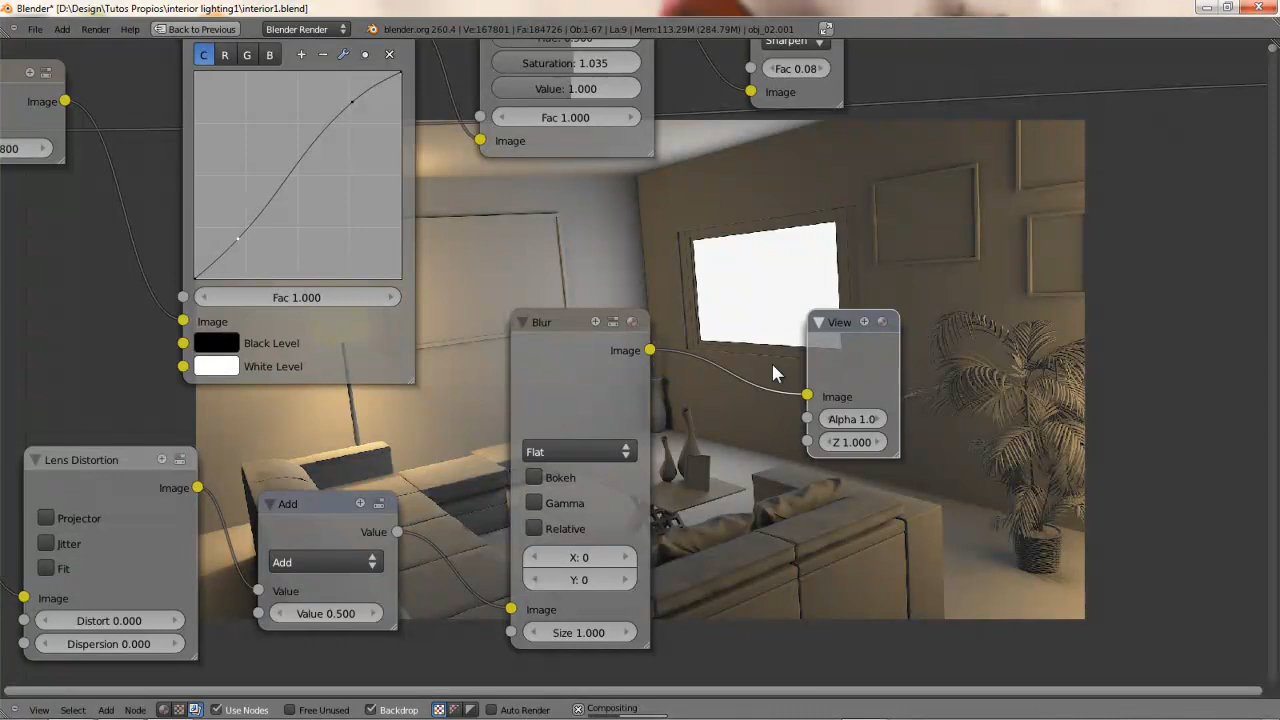 Blender* [D:\Design\Tutos Propios\interior lighting1\interior1.blend]
File Add Render Help Back to Previous Blender Render blender.org 260.4 | Ve:167801 | Fa:184726 | Ob:1-67 | La:9 | Mem:113.29M (284.79M) | obj_02.001
C R G B
Saturation: 1.035
Value: 1.000
Fac 1.000
Image
Sharpen
Fac 0.08
Image
Image
800
Fac 1.000
Image
Black Level
White Level
Lens Distortion
Image
Projector
Jitter
Fit
Image
Distort 0.000
Dispersion 0.000
Add
Value
Add
Value
Value 0.500
Blur
Image
Flat
Bokeh
Gamma
Relative
X: 0
Y: 0
Image
Size 1.000
View
Image
Alpha 1.0
Z 1.000
View Select Add Node Use Nodes Free Unused Backdrop Auto Render Compositing